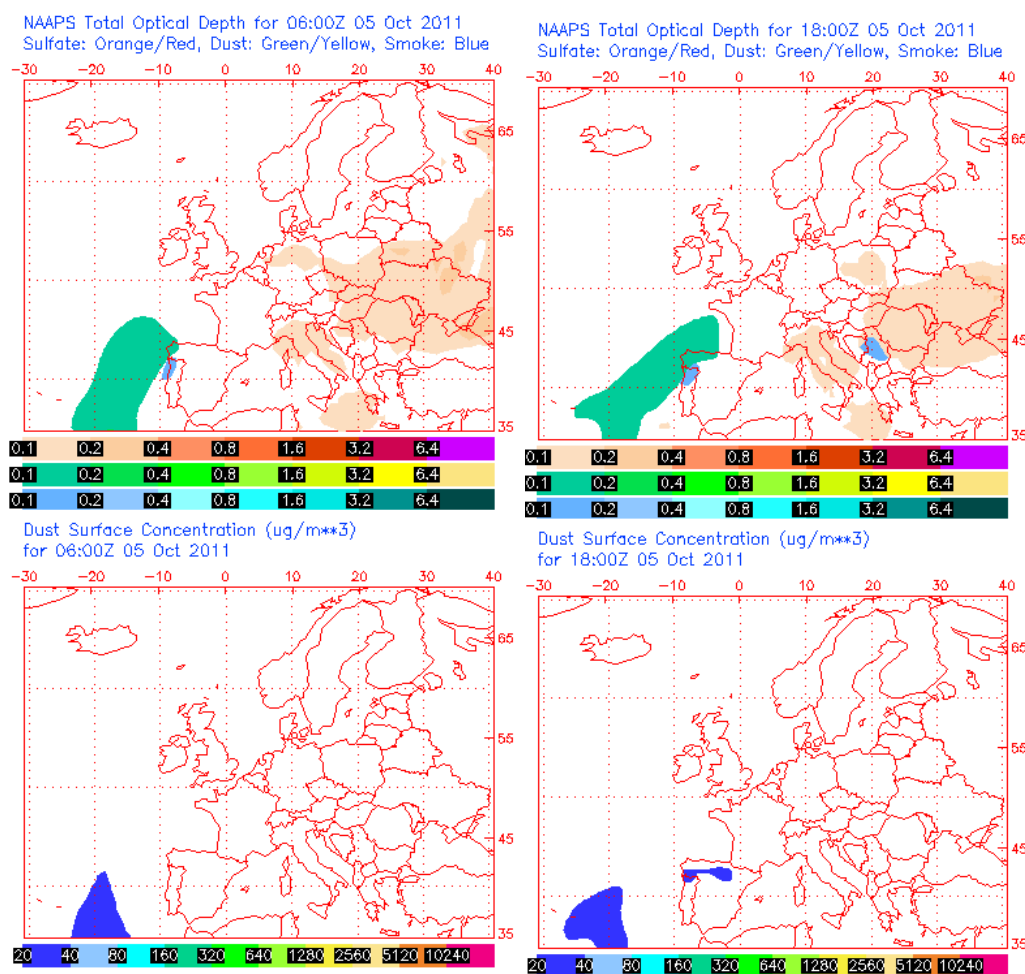 NAAPS Total Optical Depth for 06:00Z 05 Oct 2011
Sulfate: Orange/Red, Dust: Green/Yellow, Smoke: Blue
-30 -20 -10 0 10 20 30 40
65
55
45
35
0.1 0.2 0.4 0.8 1.6 3.2 6.4
0.1 0.2 0.4 0.8 1.6 3.2 6.4
0.1 0.2 0.4 0.8 1.6 3.2 6.4
NAAPS Total Optical Depth for 18:00Z 05 Oct 2011
Sulfate: Orange/Red, Dust: Green/Yellow, Smoke: Blue
-30 -20 -10 0 10 20 30 40
65
55
45
35
0.1 0.2 0.4 0.8 1.6 3.2 6.4
0.1 0.2 0.4 0.8 1.6 3.2 6.4
0.1 0.2 0.4 0.8 1.6 3.2 6.4
Dust Surface Concentration (ug/m**3)
for 06:00Z 05 Oct 2011
-30 -20 -10 0 10 20 30 40
65
55
45
35
20 40 80 160 320 640 1280 2560 5120 10240
Dust Surface Concentration (ug/m**3)
for 18:00Z 05 Oct 2011
-30 -20 -10 0 10 20 30 40
65
55
45
35
20 40 80 160 320 640 1280 2560 5120 10240